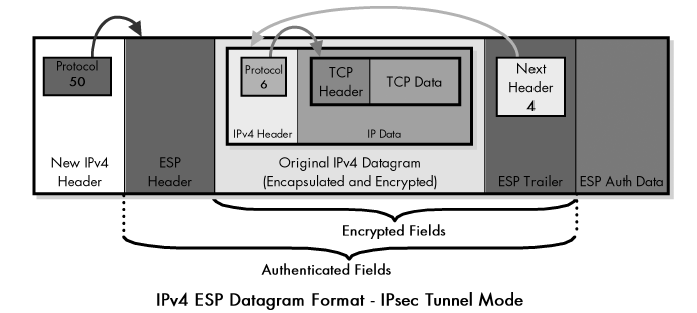 Protocol
50
Protocol
6
TCP
Header
TCP Data
Next
Header
4
IPv4 Header
IP Data
New IPv4
Header
ESP
Header
Original IPv4 Datagram
(Encapsulated and Encrypted)
ESP Trailer
ESP Auth Data
Encrypted Fields
Authenticated Fields
IPv4 ESP Datagram Format - IPsec Tunnel Mode